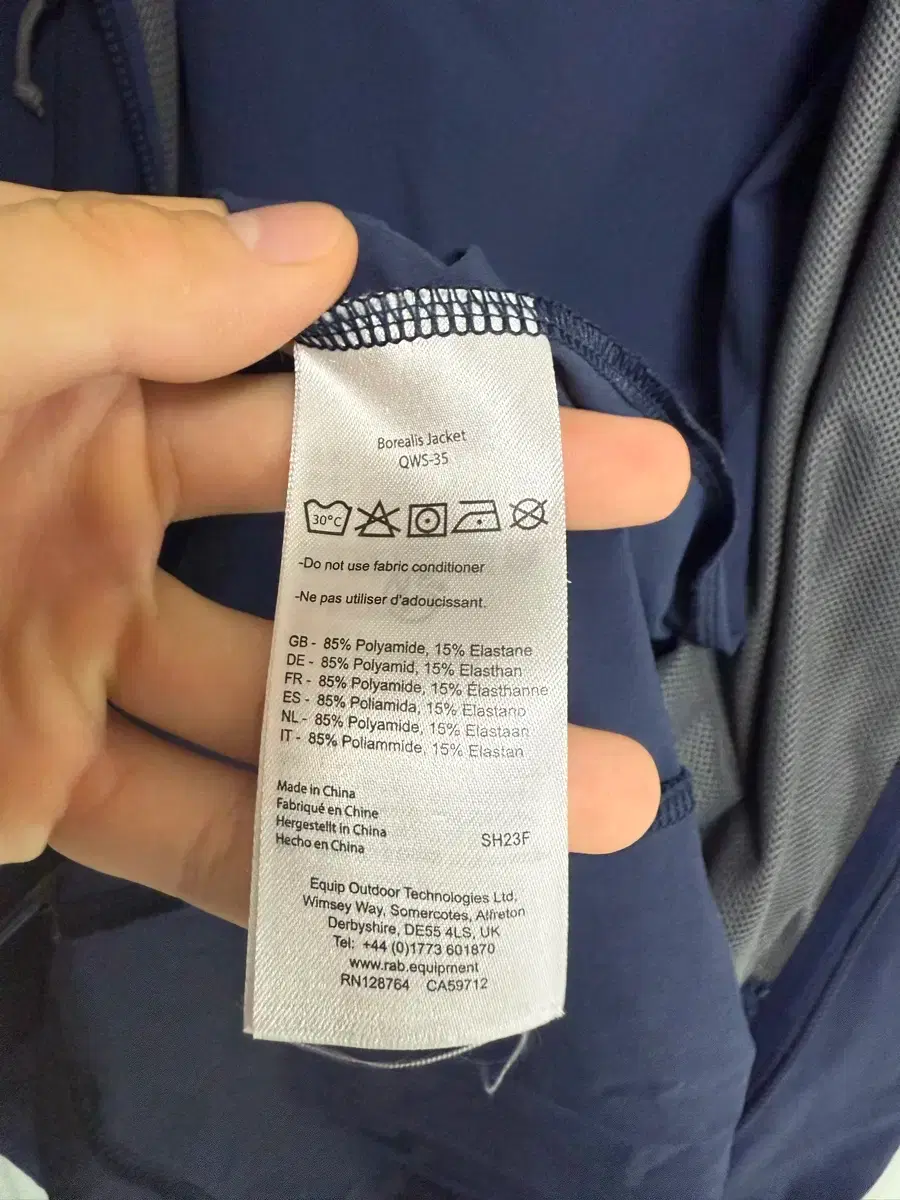 Borealis Jacket
QWS-35
30°C
-Do not use fabric conditioner
-Ne pas utiliser d'adoucissant.
GB - 85% Polyamide, 15% Elastane
DE - 85% Polyamid, 15% Elasthan
FR - 85% Polyamide, 15% Élasthanne
ES - 85% Poliamida, 15% Elastano
NL - 85% Polyamide, 15% Elastaan
IT - 85% Poliammide, 15% Elastan
Made in China
Fabriqué en Chine
Hergestellt in China
Hecho en China
SH23F
Equip Outdoor Technologies Ltd.
Wimsey Way, Somercotes, Alfreton
Derbyshire, DE55 4LS, UK
Tel: +44 (0)1773 601870
www.rab.equipment
RN128764 CA59712